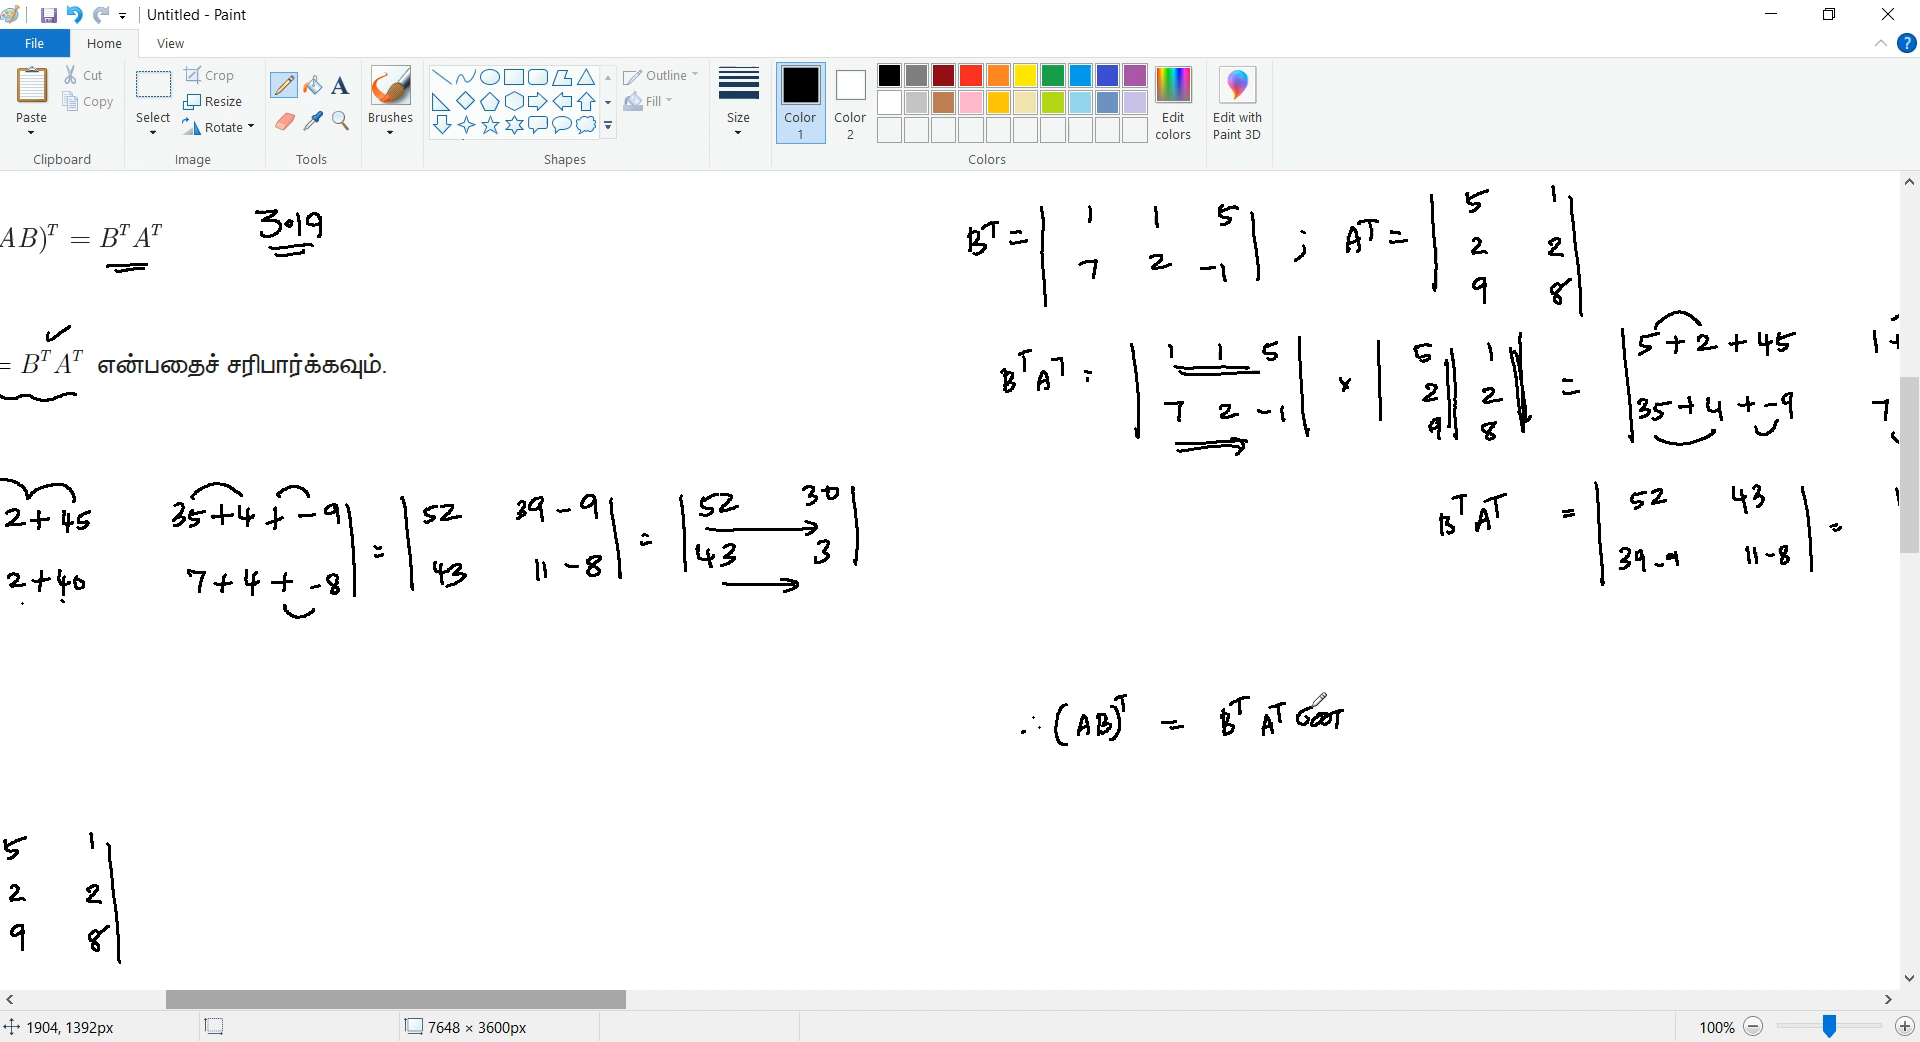 Untitled - Paint
File Home View
Paste Cut Copy Clipboard
Select Crop Resize Rotate Image
Tools
Brushes
Outline Fill Shapes
Size
Color 1 Color 2 Edit colors Colors
Edit with Paint 3D
AB)^T = B^T A^T 3.19
= B^T A^T என்பதைச் சரிபார்க்கவும்.
2+45 35+4+-9 | = | 52 39-9 | = | 52 30 |
2+40 7+4+-8 | | 43 11-8 | | 43 3 |
5 1
2 2
9 8
B^T = | 1 1 5 | ; A^T = | 5 1 |
| 7 2 -1 | | 2 2 |
| 9 8 |
B^T A^T = | 1 1 5 | x | 5 1 | = | 5+2+45 1+
| 7 2 -1 | | 2 2 | | 35+4+-9 7
| 9 8 |
B^T A^T = | 52 43 | =
| 39-9 11-8 |
∴ (AB)^T = B^T A^T
1904, 1392px 7648 × 3600px 100%